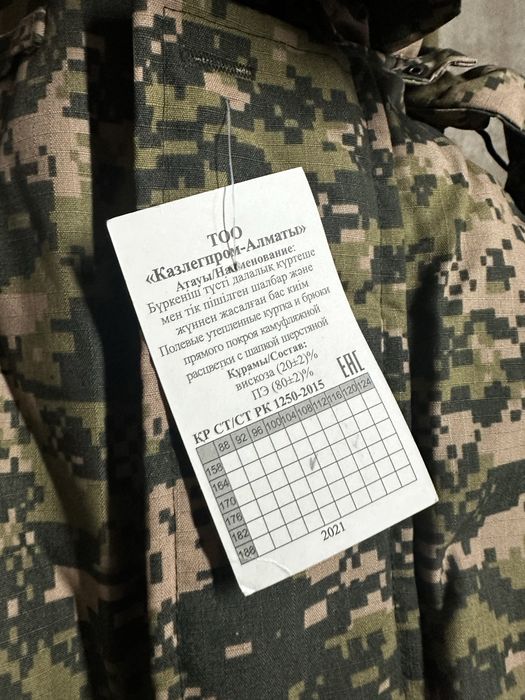 ТОО
«Казлегпром-Алматы»
Атауы/Наименование:
Бүркеніш түсті далалық күртеше
мен тік пішілген шалбар және
жүннен жасалған бас киім
Полевые утепленные куртка и брюки
прямого покроя камуфляжной
расцветки с шапкой шерстяной
Құрамы/Состав:
вискоза (20±2)%
ПЭ (80±2)%
ЕАС
ҚР СТ/СТ РК 1250-2015
88 92 96 100 104 108 112 116 120 124
158
164
170
176
182
188
2021